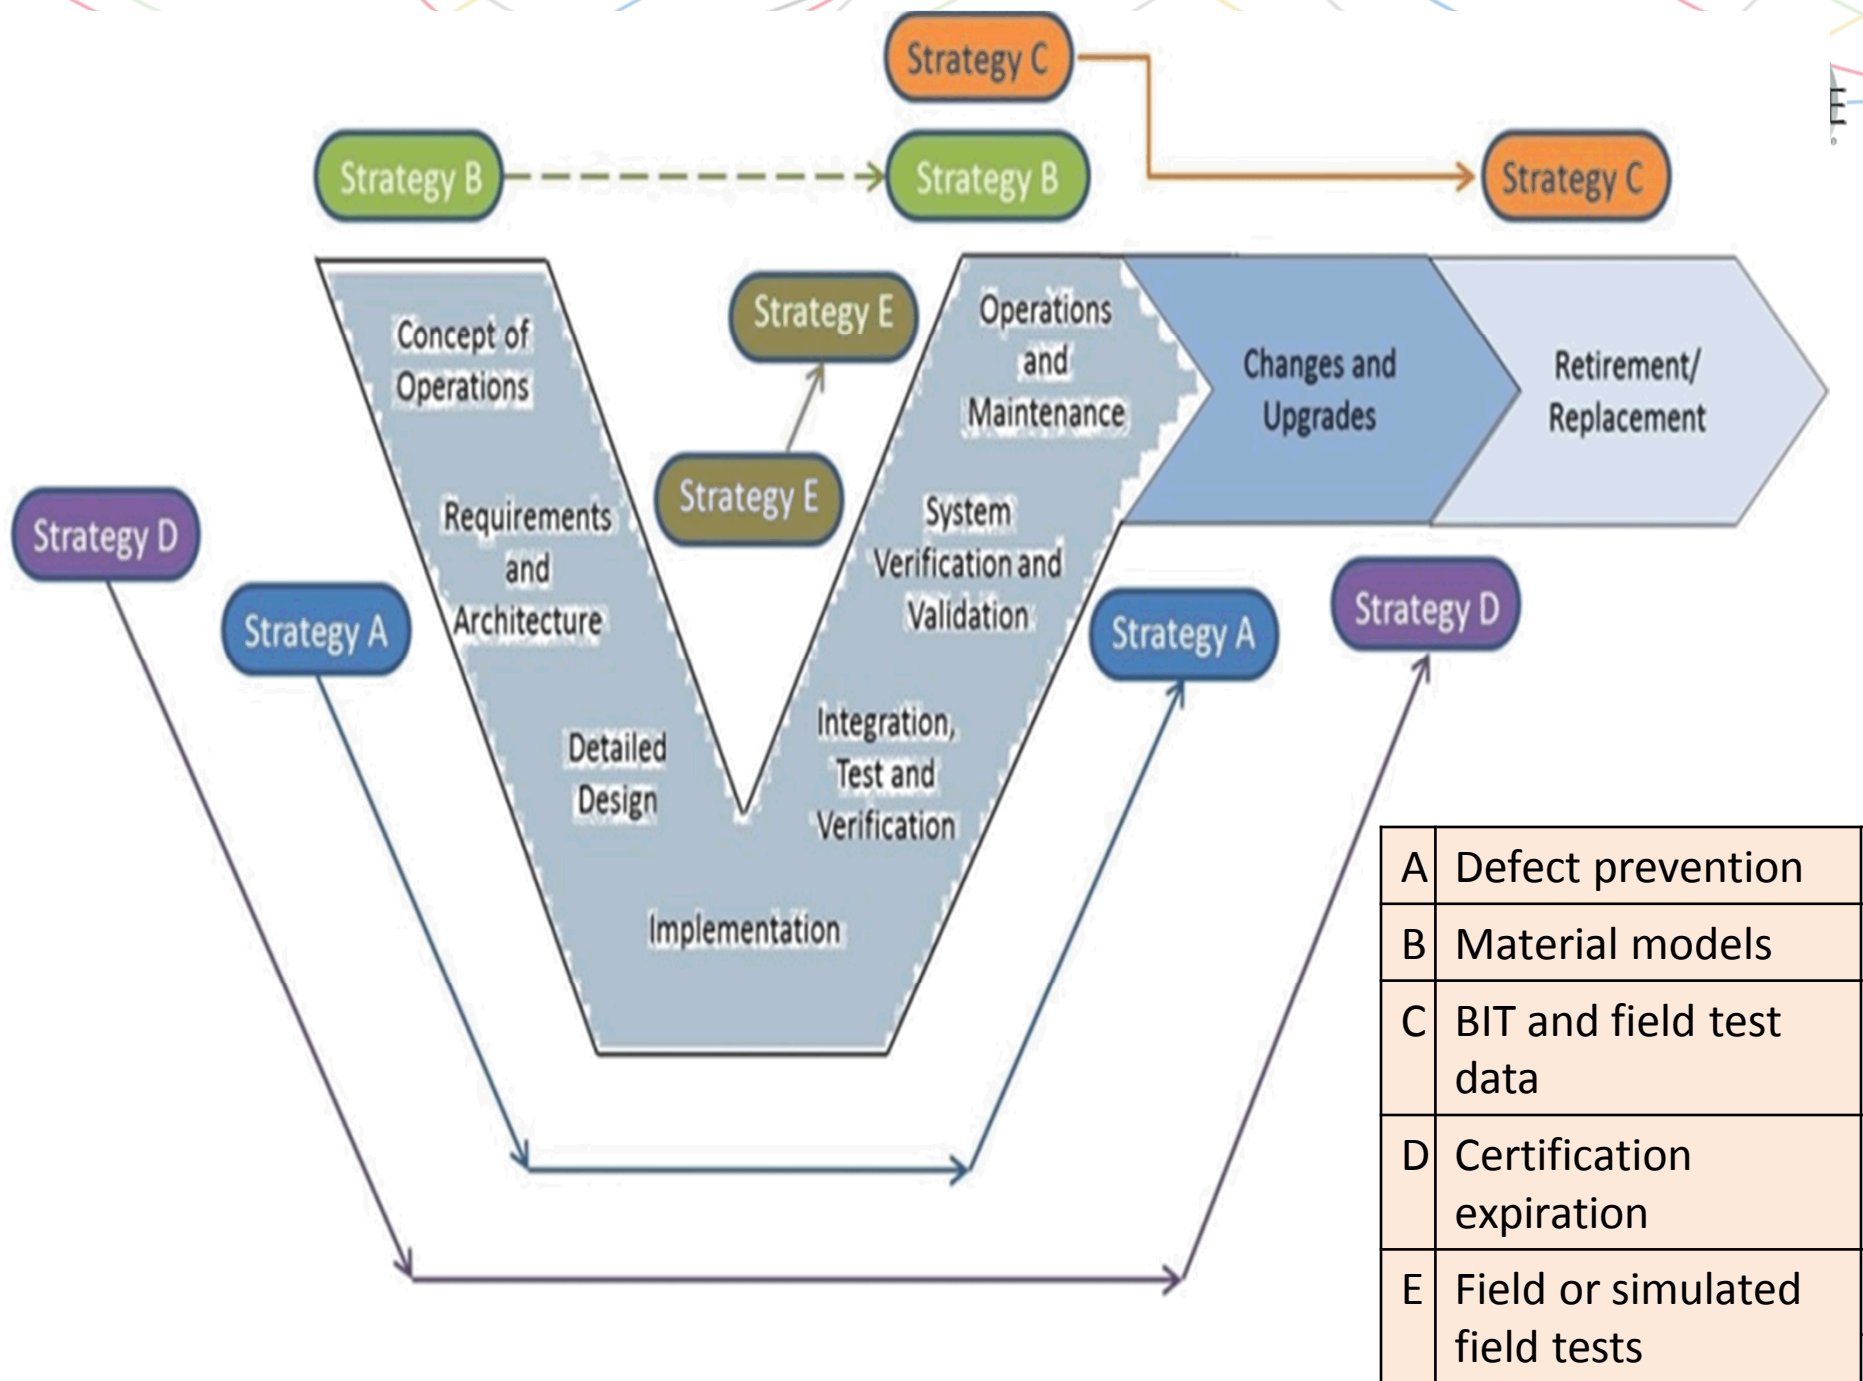 Strategy C
Strategy B
Strategy B
Strategy C
Strategy E
Strategy E
Concept of
Operations
Operations
and
Maintenance
Changes and
Upgrades
Retirement/
Replacement
Strategy D
Strategy A
Requirements
and
Architecture
System
Verification and
Validation
Strategy A
Strategy D
Detailed
Design
Integration,
Test and
Verification
Implementation
A Defect prevention
B Material models
C BIT and field test
data
D Certification
expiration
E Field or simulated
field tests